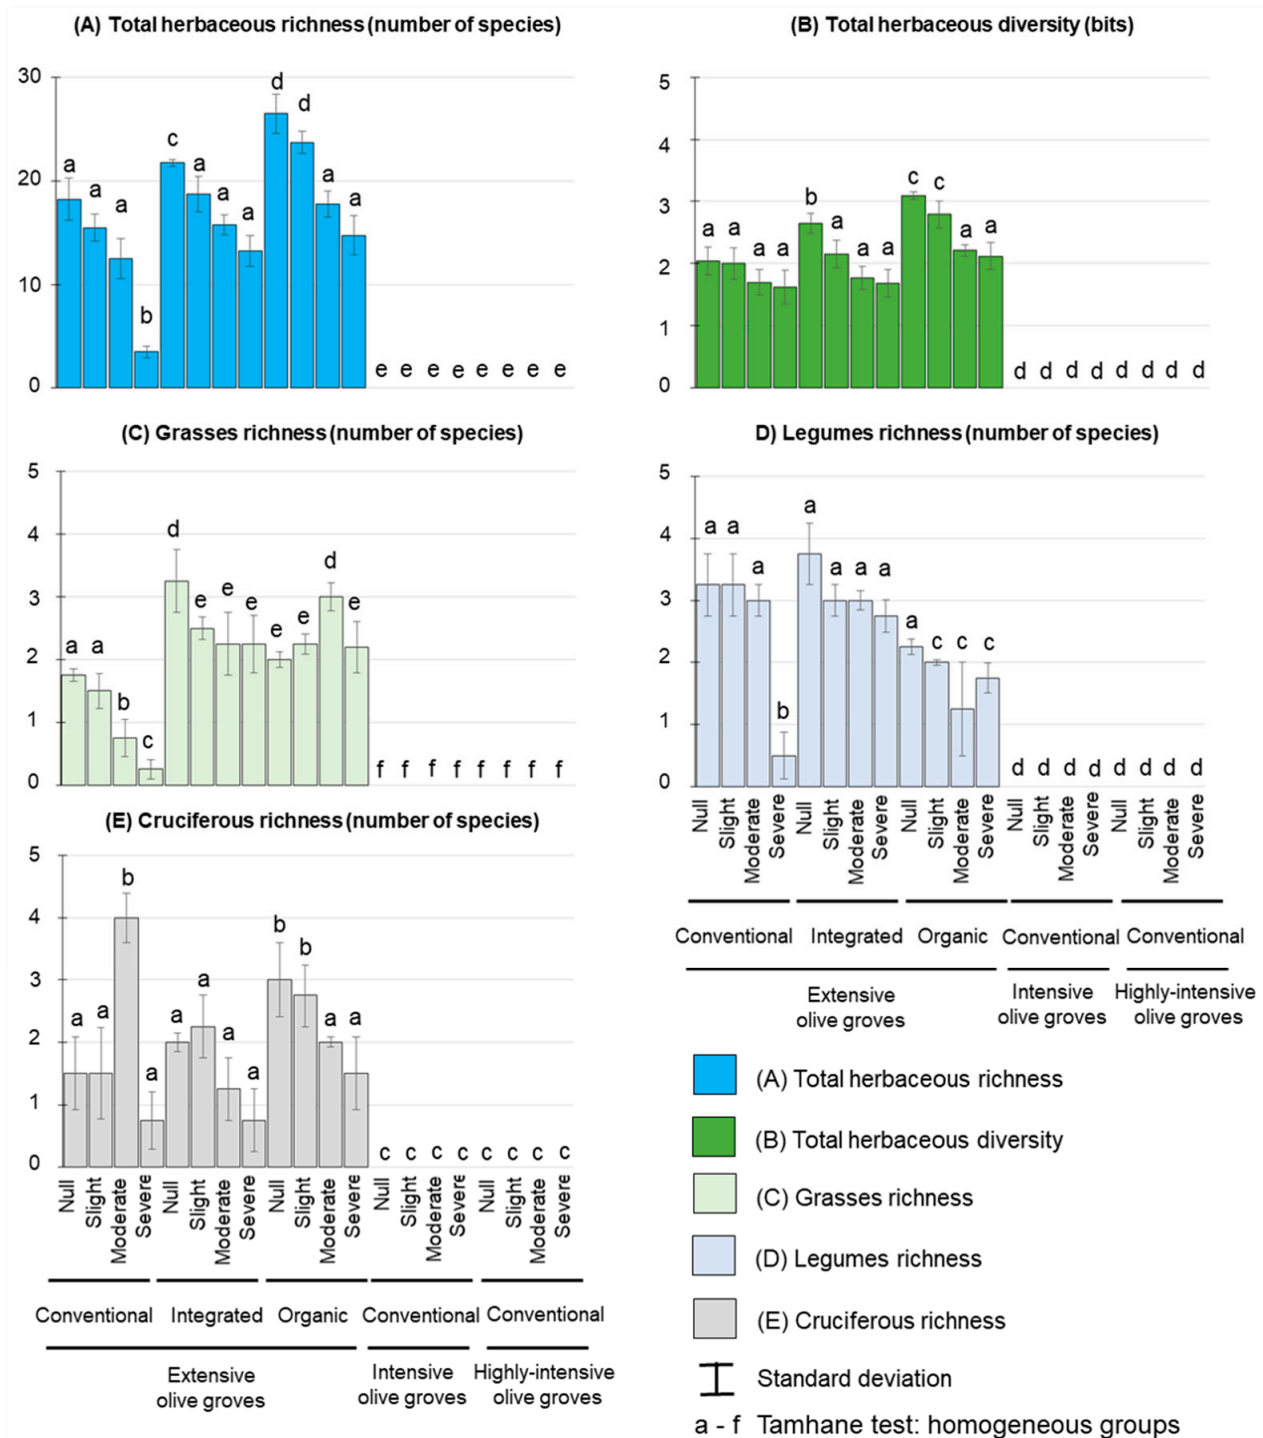 (A) Total herbaceous richness (number of species)
30
20
10
0
a a a b c a a a d d a a e e e e e e e e
(B) Total herbaceous diversity (bits)
5
4
3
2
1
0
a a a a b a a a c c a a d d d d d d d d
(C) Grasses richness (number of species)
5
4
3
2
1
0
a a b c d e e e e e d e f f f f f f f f
D) Legumes richness (number of species)
5
4
3
2
1
0
a a a b a a a a a c c c d d d d d d d d
Null Slight Moderate Severe Null Slight Moderate Severe Null Slight Moderate Severe Null Slight Moderate Severe Null Slight Moderate Severe
Conventional Integrated Organic Conventional Conventional
Extensive olive groves
Intensive olive groves
Highly-intensive olive groves
(E) Cruciferous richness (number of species)
5
4
3
2
1
0
a a b a a a a a b b a a c c c c c c c c
Null Slight Moderate Severe Null Slight Moderate Severe Null Slight Moderate Severe Null Slight Moderate Severe Null Slight Moderate Severe
Conventional Integrated Organic Conventional Conventional
Extensive olive groves
Intensive olive groves
Highly-intensive olive groves
(A) Total herbaceous richness
(B) Total herbaceous diversity
(C) Grasses richness
(D) Legumes richness
(E) Cruciferous richness
Standard deviation
a - f Tamhane test: homogeneous groups